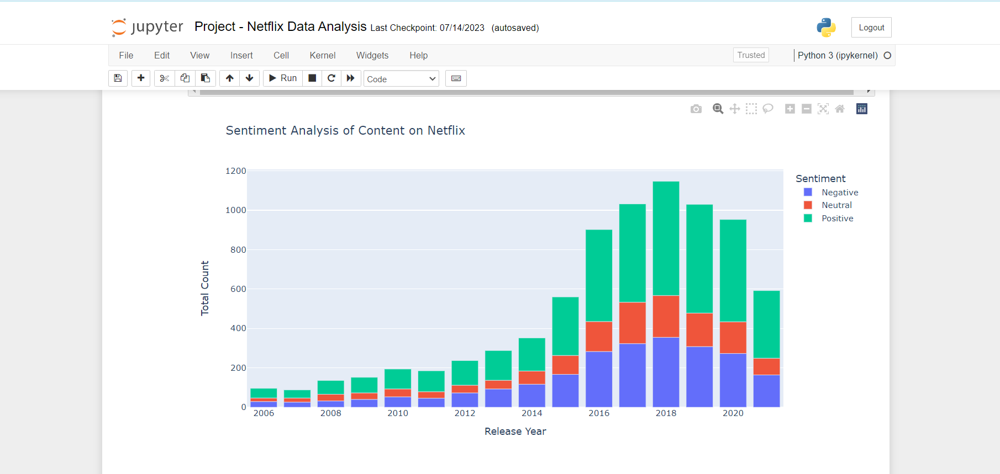 jupyter Project - Netflix Data Analysis Last Checkpoint: 07/14/2023 (autosaved) Logout
File Edit View Insert Cell Kernel Widgets Help Trusted Python 3 (ipykernel)
Run Code
Sentiment Analysis of Content on Netflix
1200
1000
800
600
400
200
0
Total Count
2006 2008 2010 2012 2014 2016 2018 2020
Release Year
Sentiment
Negative
Neutral
Positive